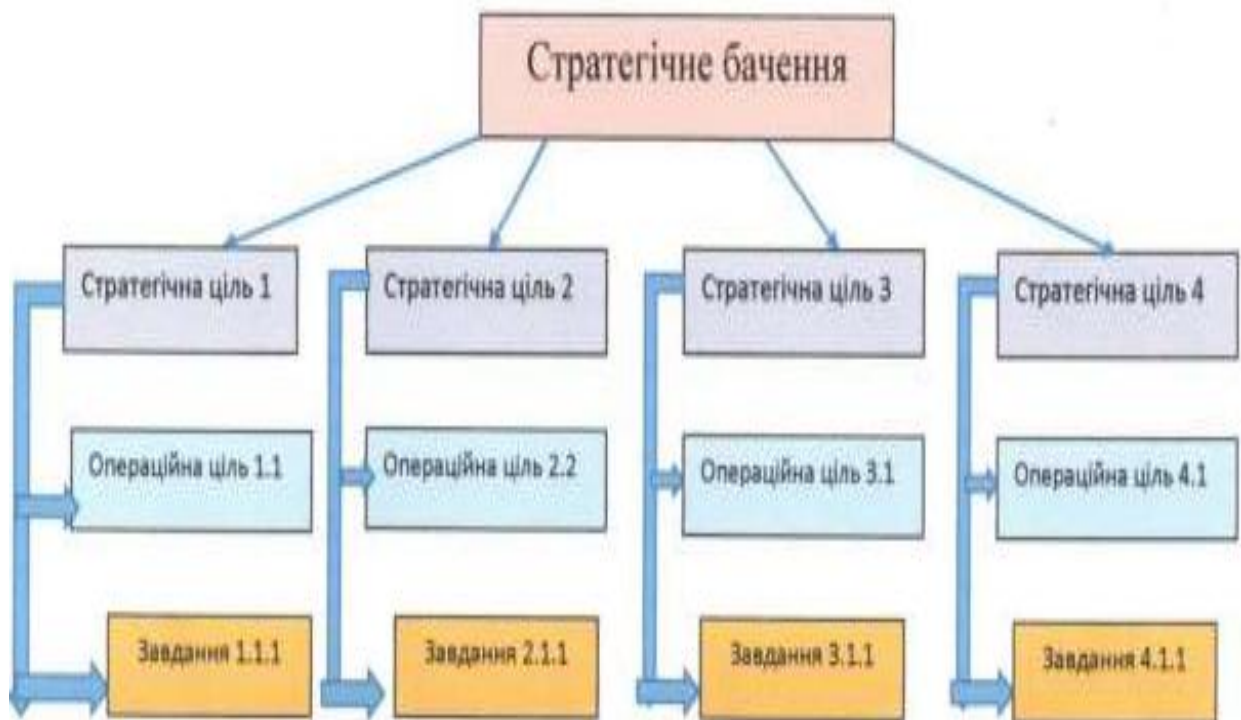 Стратегічне бачення
Стратегічна ціль 1
Стратегічна ціль 2
Стратегічна ціль 3
Стратегічна ціль 4
Операційна ціль 1.1
Операційна ціль 2.2
Операційна ціль 3.1
Операційна ціль 4.1
Завдання 1.1.1
Завдання 2.1.1
Завдання 3.1.1
Завдання 4.1.1